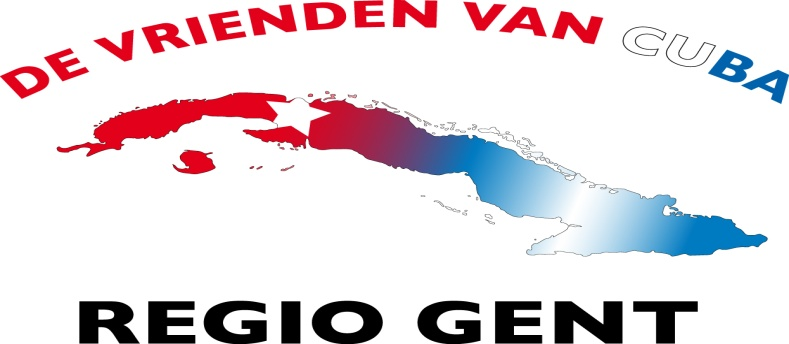 DE VRIENDEN VAN CUBA
REGIO GENT